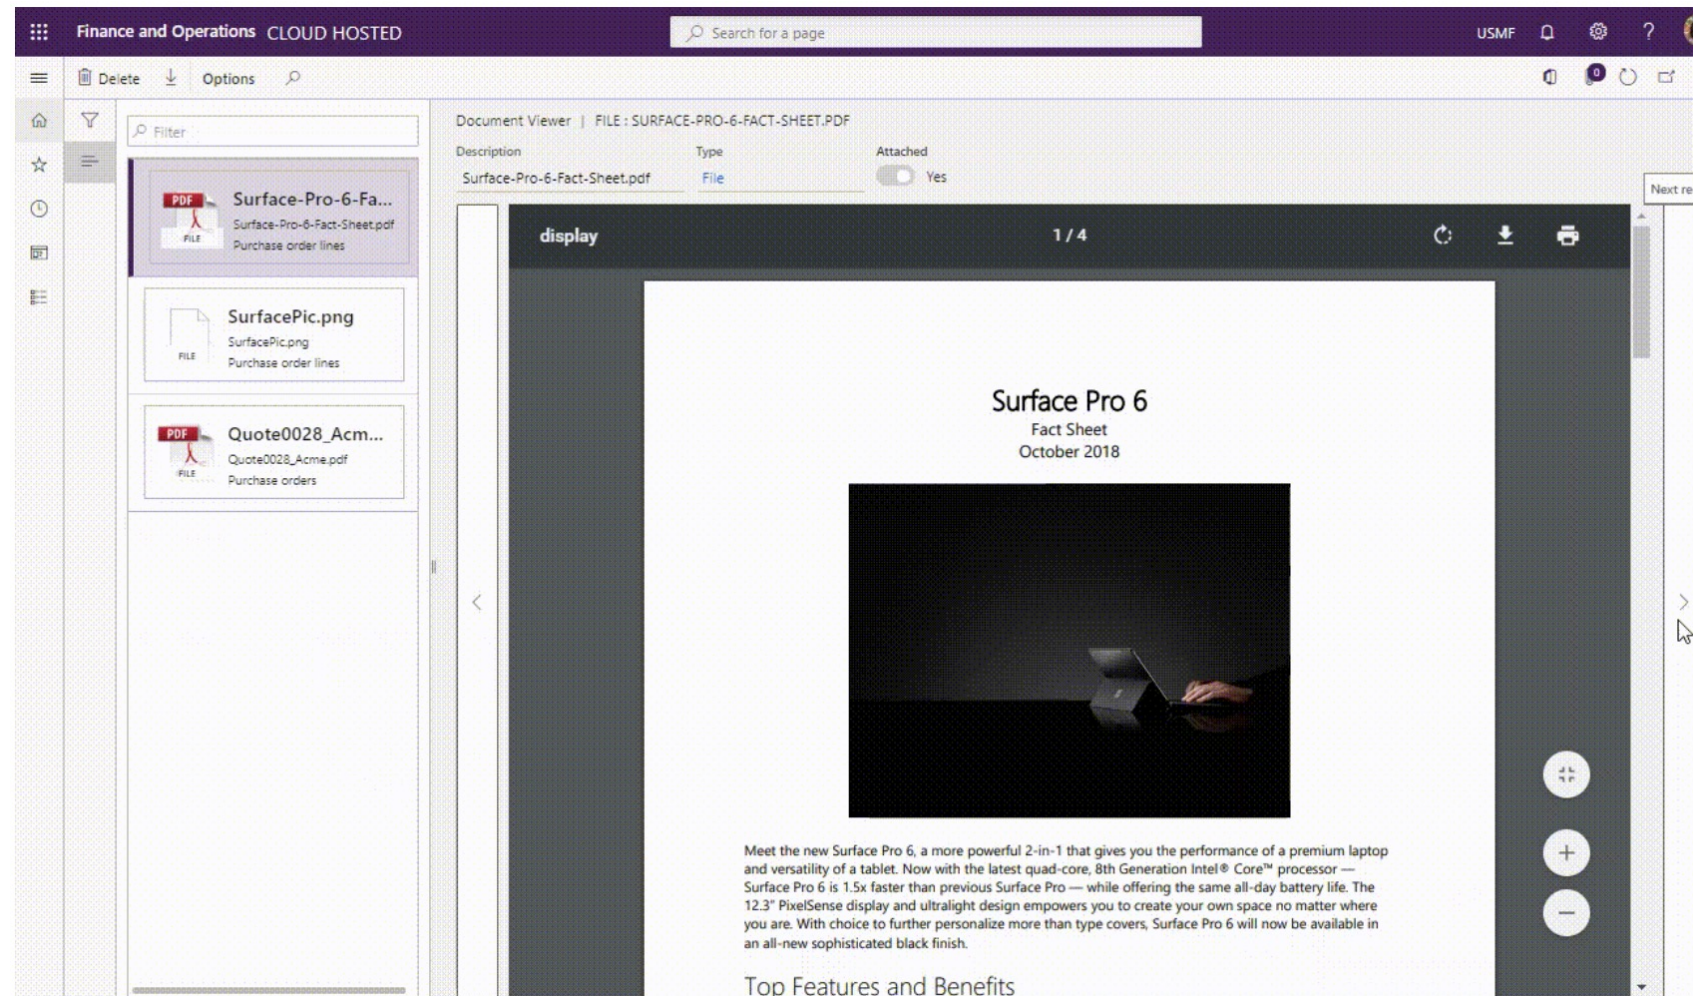 Finance and Operations CLOUD HOSTED
Search for a page
USMF
?
Delete
Options
0
Filter
Surface-Pro-6-Fa...
Surface-Pro-6-Fact-Sheet.pdf
Purchase order lines
PDF
FILE
SurfacePic.png
SurfacePic.png
Purchase order lines
FILE
Quote0028_Acm...
Quote0028_Acme.pdf
Purchase orders
PDF
FILE
Document Viewer | FILE : SURFACE-PRO-6-FACT-SHEET.PDF
Description
Type
Attached
Surface-Pro-6-Fact-Sheet.pdf
File
Yes
Next re
display
1 / 4
Surface Pro 6
Fact Sheet
October 2018
Meet the new Surface Pro 6, a more powerful 2-in-1 that gives you the performance of a premium laptop
and versatility of a tablet. Now with the latest quad-core, 8th Generation Intel® Core™ processor —
Surface Pro 6 is 1.5x faster than previous Surface Pro — while offering the same all-day battery life. The
12.3" PixelSense display and ultralight design empowers you to create your own space no matter where
you are. With choice to further personalize more than type covers, Surface Pro 6 will now be available in
an all-new sophisticated black finish.
Top Features and Benefits